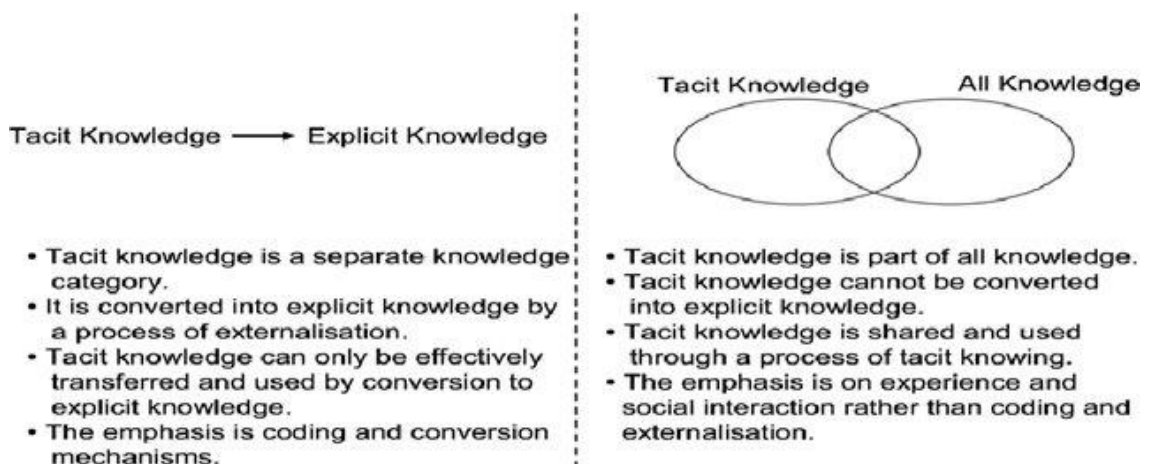 Tacit Knowledge Explicit Knowledge
• Tacit knowledge is a separate knowledge
category.
• It is converted into explicit knowledge by
a process of externalisation.
• Tacit knowledge can only be effectively
transferred and used by conversion to
explicit knowledge.
• The emphasis is coding and conversion
mechanisms.
Tacit Knowledge All Knowledge
• Tacit knowledge is part of all knowledge.
• Tacit knowledge cannot be converted
into explicit knowledge.
• Tacit knowledge is shared and used
through a process of tacit knowing.
• The emphasis is on experience and
social interaction rather than coding and
externalisation.